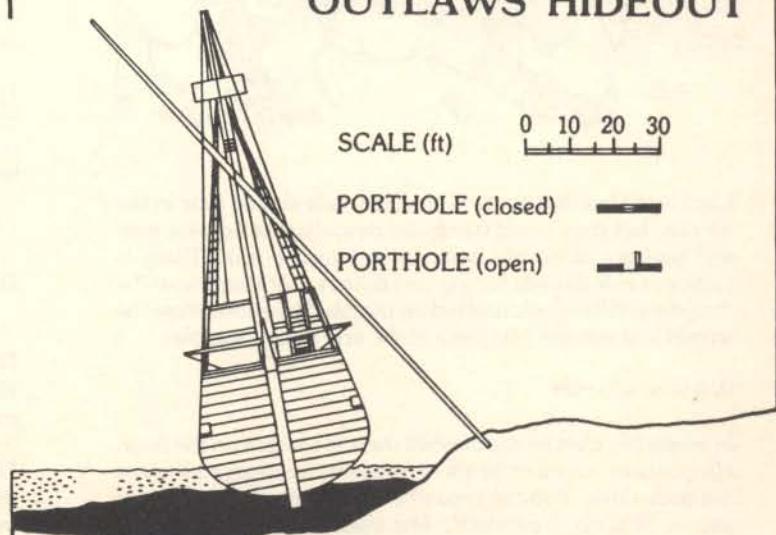 OUTLAWS' HIDEOUT
SCALE (ft)
0 10 20 30
PORTHOLE (closed)
PORTHOLE (open)